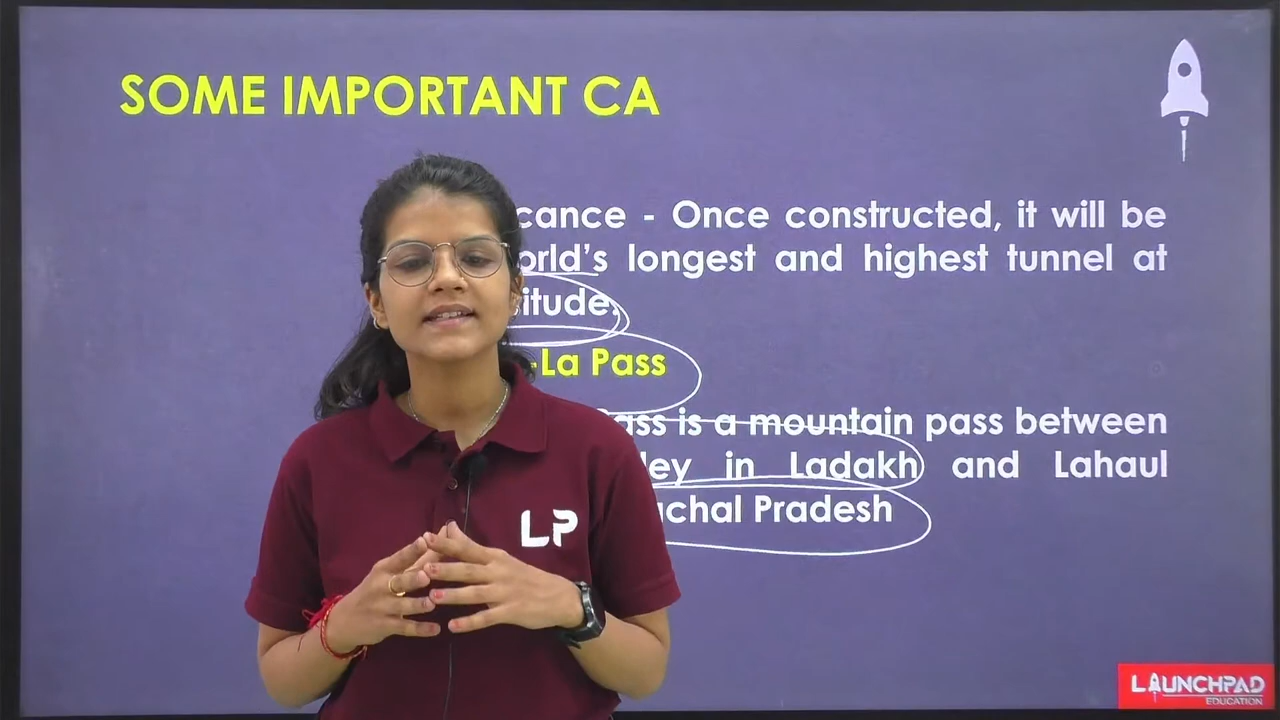 SOME IMPORTANT CA
cance - Once constructed, it will be
orld's longest and highest tunnel at
itude.
-La Pass
ass is a mountain pass between
ley in Ladakh and Lahaul
achal Pradesh
LP
LAUNCHPAD
EDUCATION